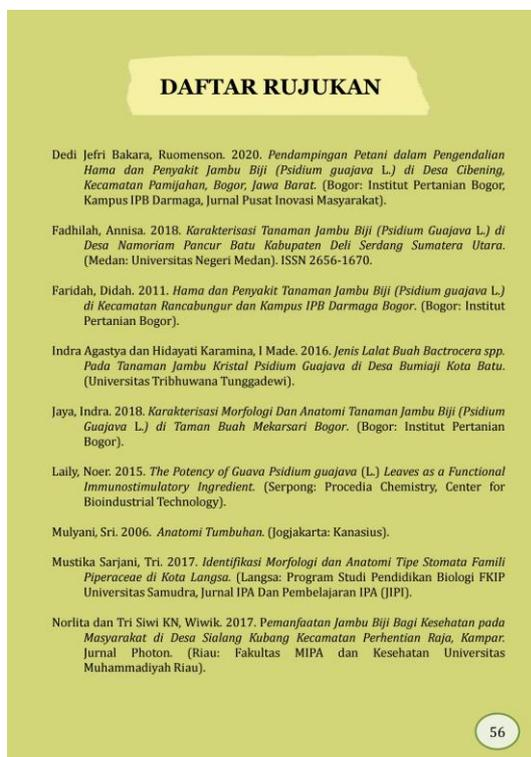 DAFTAR RUJUKAN
Dedi Jefri Bakara, Ruomenson. 2020. Pendampingan Petani dalam Pengendalian
Hama dan Penyakit Jambu Biji (Psidium guajava L.) di Desa Cibening,
Kecamatan Pamijahan, Bogor, Jawa Barat. (Bogor: Institut Pertanian Bogor,
Kampus IPB Darmaga, Jurnal Pusat Inovasi Masyarakat).
Fadhilah, Annisa. 2018. Karakterisasi Tanaman Jambu Biji (Psidium Guajava L.) di
Desa Namoriam Pancur Batu Kabupaten Deli Serdang Sumatera Utara.
(Medan: Universitas Negeri Medan). ISSN 2656-1670.
Faridah, Didah. 2011. Hama dan Penyakit Tanaman Jambu Biji (Psidium guajava L.)
di Kecamatan Rancabungur dan Kampus IPB Darmaga Bogor. (Bogor: Institut
Pertanian Bogor).
Indra Agastya dan Hidayati Karamina, I Made. 2016. Jenis Lalat Buah Bactrocera spp.
Pada Tanaman Jambu Kristal Psidium Guajava di Desa Bumiaji Kota Batu.
(Universitas Tribhuwana Tunggadewi).
Jaya, Indra. 2018. Karakterisasi Morfologi Dan Anatomi Tanaman Jambu Biji (Psidium
Guajava L.) di Taman Buah Mekarsari Bogor. (Bogor: Institut Pertanian
Bogor).
Laily, Noer. 2015. The Potency of Guava Psidium guajava (L.) Leaves as a Functional
Immunostimulatory Ingredient. (Serpong: Procedia Chemistry, Center for
Bioindustrial Technology).
Mulyani, Sri. 2006. Anatomi Tumbuhan. (Jogjakarta: Kanasius).
Mustika Sarjani, Tri. 2017. Identifikasi Morfologi dan Anatomi Tipe Stomata Famili
Piperaceae di Kota Langsa. (Langsa: Program Studi Pendidikan Biologi FKIP
Universitas Samudra, Jurnal IPA Dan Pembelajaran IPA (JIPI).
Norlita dan Tri Siwi KN, Wiwik. 2017. Pemanfaatan Jambu Biji Bagi Kesehatan pada
Masyarakat di Desa Sialang Kubang Kecamatan Perhentian Raja, Kampar.
Jurnal Photon. (Riau: Fakultas MIPA dan Kesehatan Universitas
Muhammadiyah Riau).
56